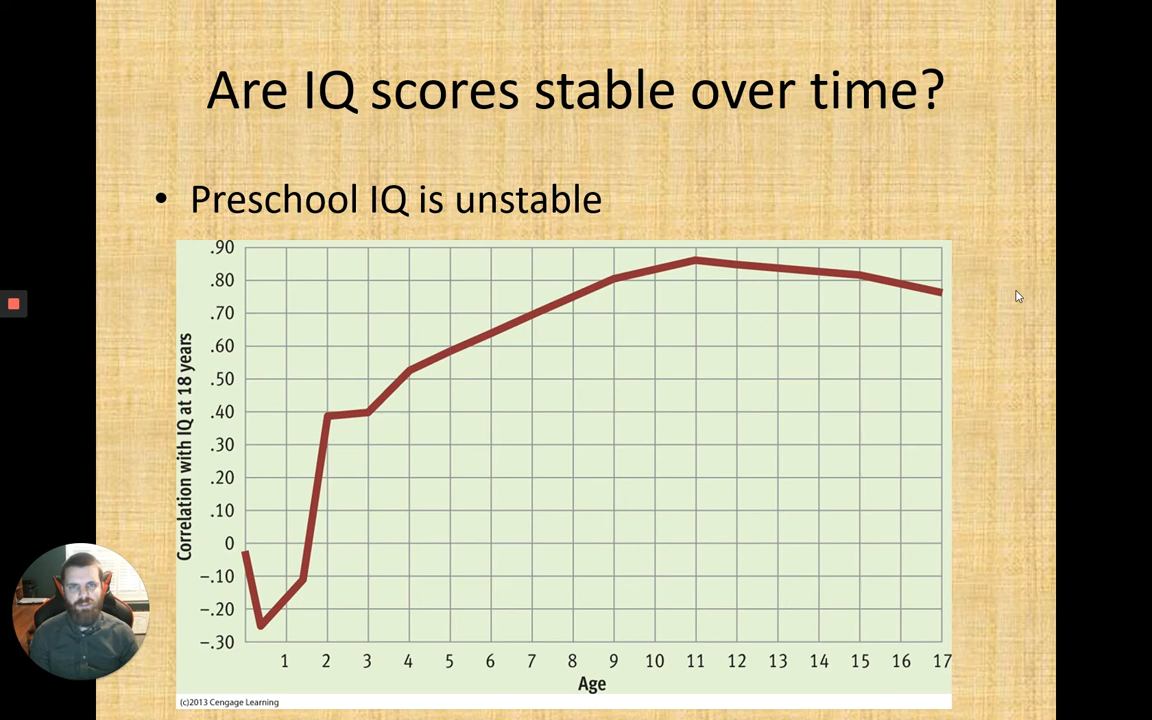 Are IQ scores stable over time?
• Preschool IQ is unstable
Correlation with IQ at 18 years
.90
.80
.70
.60
.50
.40
.30
.20
.10
0
–.10
–.20
–.30
1 2 3 4 5 6 7 8 9 10 11 12 13 14 15 16 17
Age
(c)2013 Cengage Learning